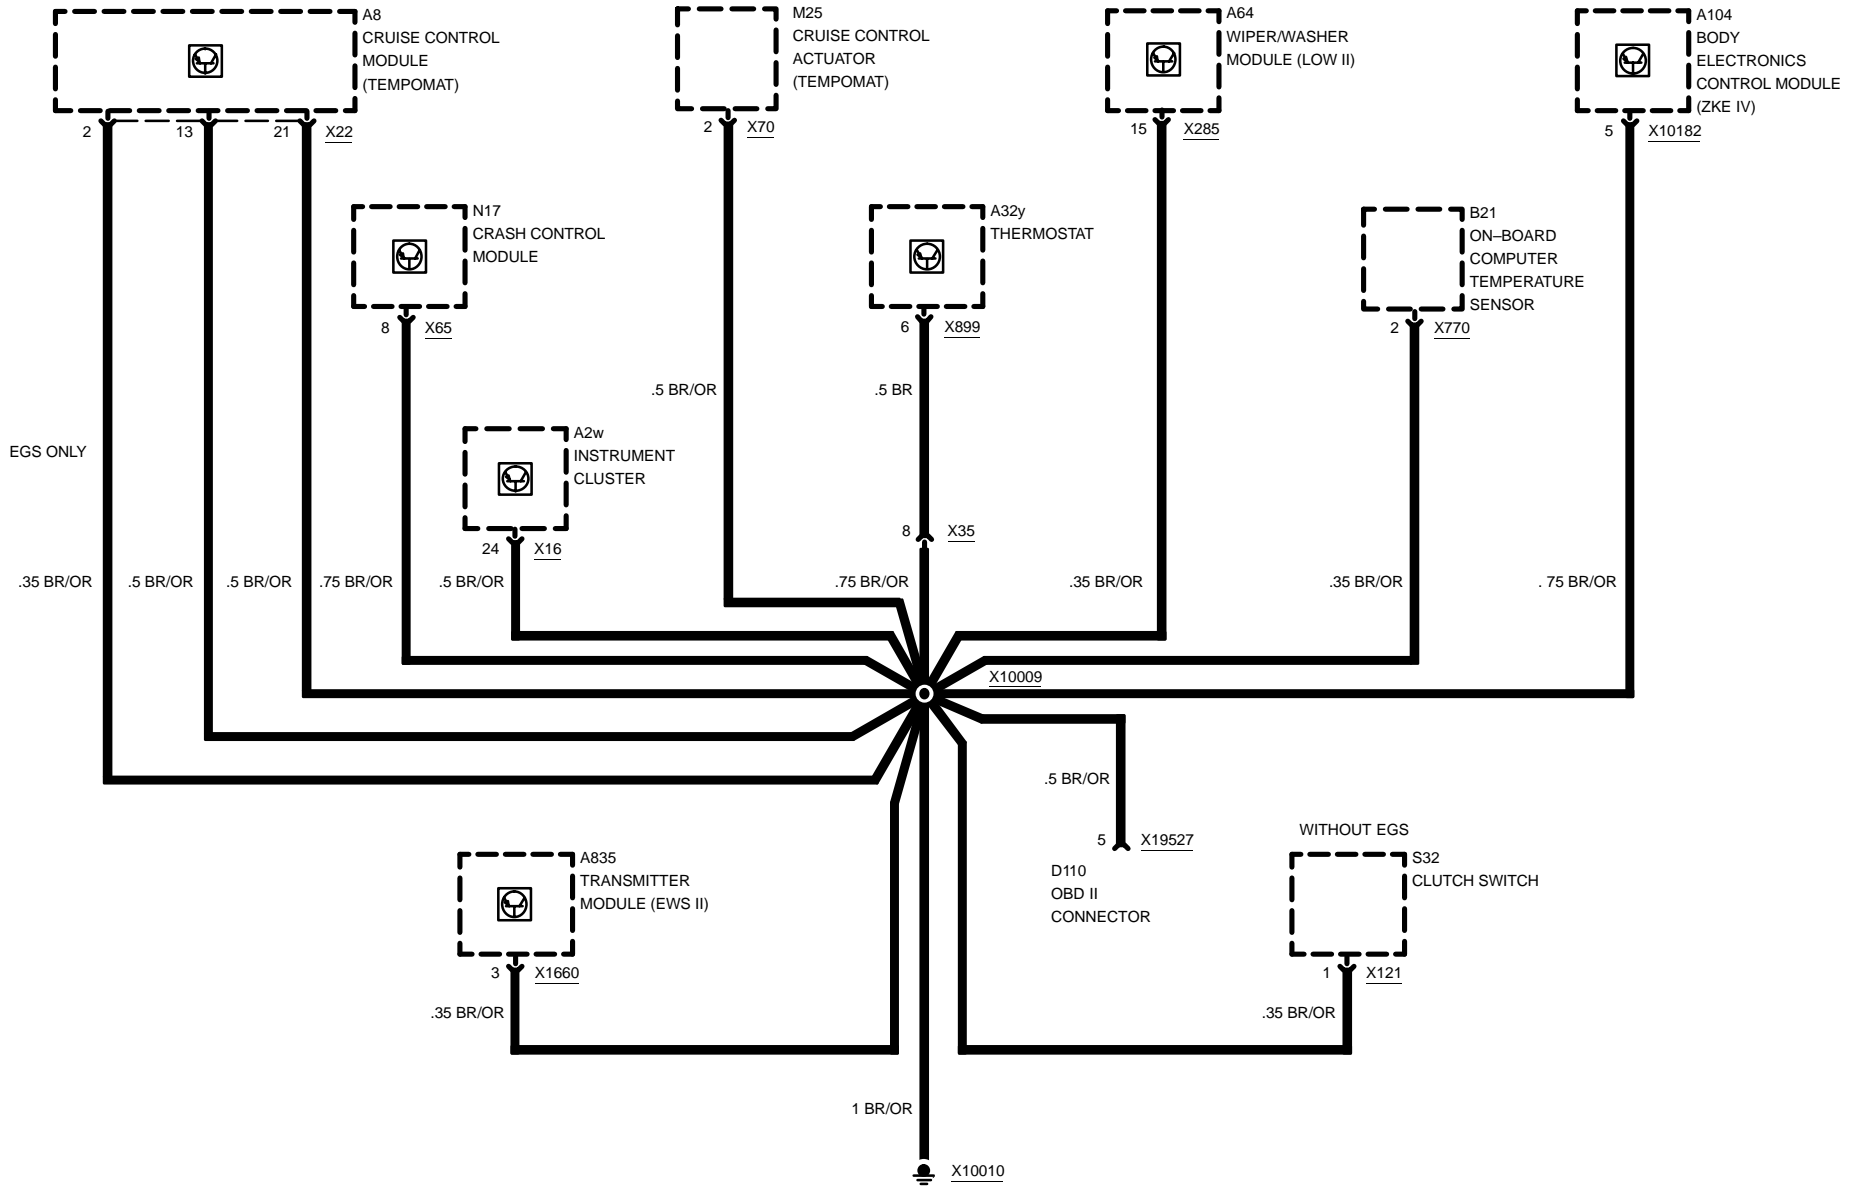 A8
CRUISE CONTROL
MODULE
(TEMPOMAT)
2
13
21
X22
M25
CRUISE CONTROL
ACTUATOR
(TEMPOMAT)
2
X70
A64
WIPER/WASHER
MODULE (LOW II)
15
X285
A104
BODY
ELECTRONICS
CONTROL MODULE
(ZKE IV)
5
X10182
N17
CRASH CONTROL
MODULE
8
X65
A32y
THERMOSTAT
6
X899
B21
ON–BOARD
COMPUTER
TEMPERATURE
SENSOR
2
X770
.5 BR/OR
.5 BR
EGS ONLY
A2w
INSTRUMENT
CLUSTER
24
X16
8
X35
.35 BR/OR
.5 BR/OR
.5 BR/OR
.75 BR/OR
.5 BR/OR
.75 BR/OR
.35 BR/OR
.35 BR/OR
. 75 BR/OR
X10009
.5 BR/OR
5
X19527
D110
OBD II
CONNECTOR
WITHOUT EGS
S32
CLUTCH SWITCH
1
X121
.35 BR/OR
A835
TRANSMITTER
MODULE (EWS II)
3
X1660
.35 BR/OR
1 BR/OR
X10010